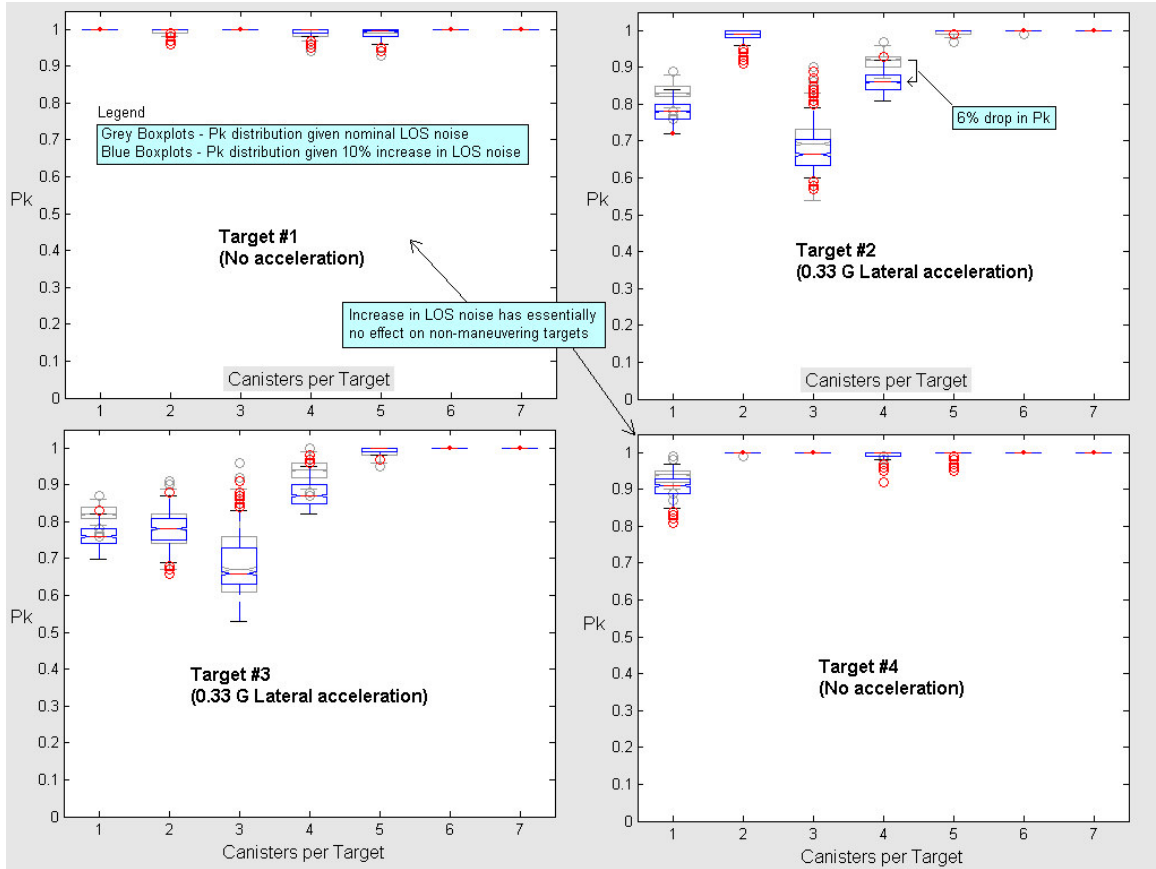 1
0.9
0.8
0.7
0.6
0.5
0.4
0.3
0.2
0.1
0
Pk
Legend
Grey Boxplots - Pk distribution given nominal LOS noise
Blue Boxplots - Pk distribution given 10% increase in LOS noise
Target #1
(No acceleration)
Canisters per Target
1 2 3 4 5 6 7
1
0.9
0.8
0.7
0.6
0.5
0.4
0.3
0.2
0.1
0
Pk
6% drop in Pk
Target #2
(0.33 G Lateral acceleration)
Canisters per Target
1 2 3 4 5 6 7
Increase in LOS noise has essentially
no effect on non-maneuvering targets
1
0.9
0.8
0.7
0.6
0.5
0.4
0.3
0.2
0.1
0
Pk
Target #3
(0.33 G Lateral acceleration)
1 2 3 4 5 6 7
Canisters per Target
1
0.9
0.8
0.7
0.6
0.5
0.4
0.3
0.2
0.1
0
Pk
Target #4
(No acceleration)
1 2 3 4 5 6 7
Canisters per Target